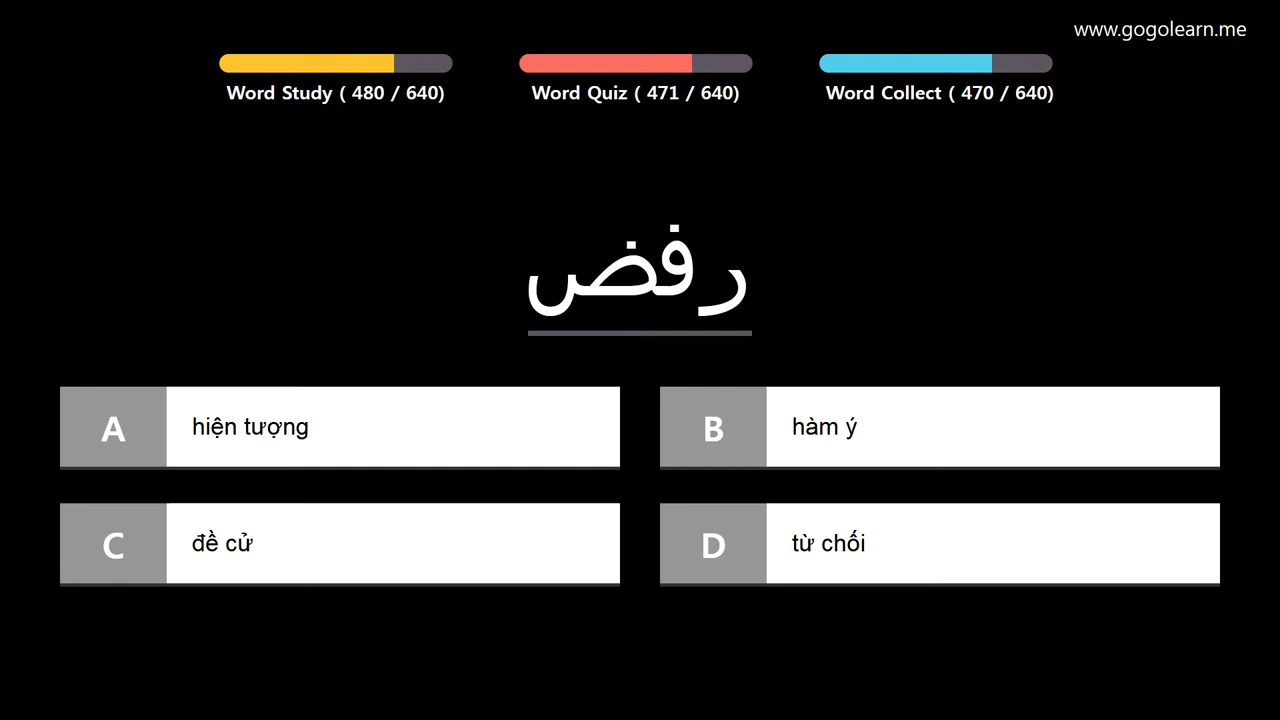 www.gogolearn.me
Word Study ( 480 / 640)
Word Quiz ( 471 / 640)
Word Collect ( 470 / 640)
رفض
A
hiện tượng
B
hàm ý
C
đề cử
D
từ chối